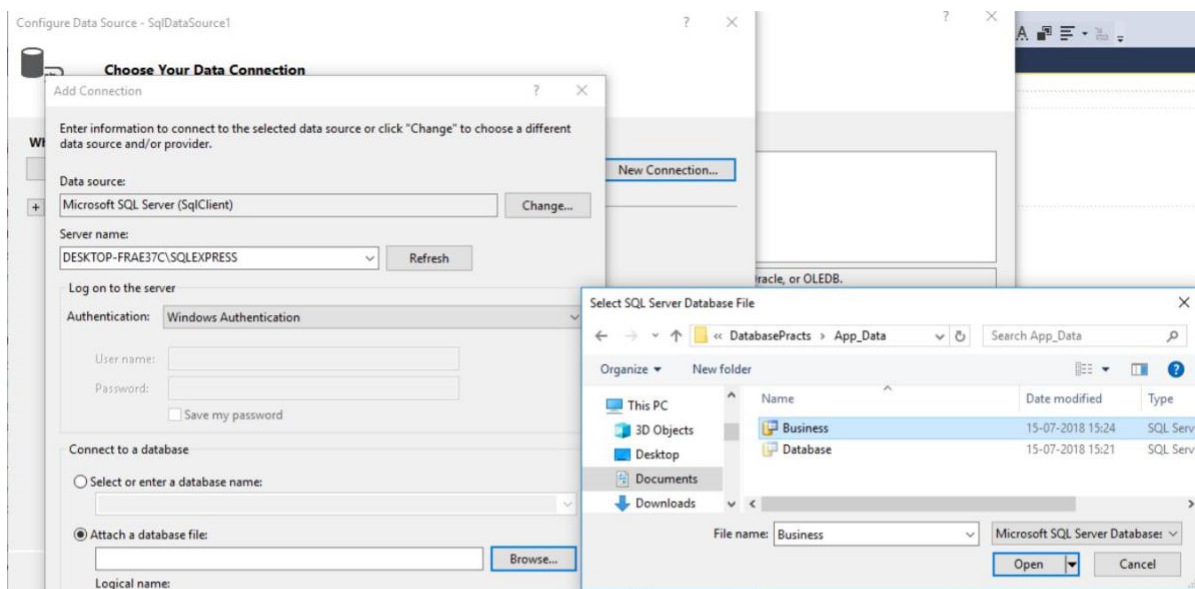 Configure Data Source - SqlDataSource1
Choose Your Data Connection
Add Connection
Enter information to connect to the selected data source or click "Change" to choose a different
data source and/or provider.
New Connection...
Data source:
Microsoft SQL Server (SqlClient)
Change...
Server name:
DESKTOP-FRAE37C\SQLEXPRESS
Refresh
Log on to the server
Authentication: Windows Authentication
User name:
Password:
Save my password
Connect to a database
Select or enter a database name:
Attach a database file:
Browse...
Logical name:
or OLEDB.
Select SQL Server Database File
« DatabasePracts › App_Data
Search App_Data
Organize
New folder
This PC
3D Objects
Desktop
Documents
Downloads
Name Date modified Type
Business 15-07-2018 15:24 SQL Serv
Database 15-07-2018 15:21 SQL Serv
File name: Business
Microsoft SQL Server Database
Open
Cancel